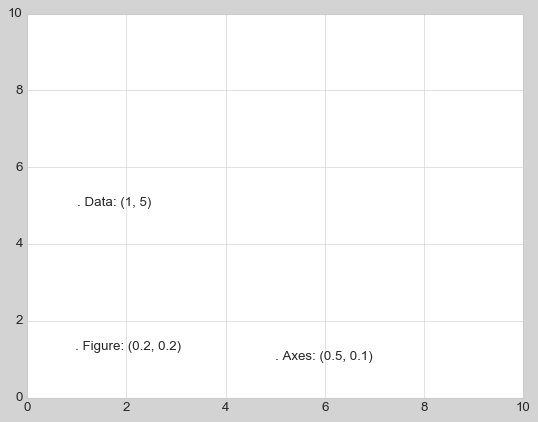 10
8
6
. Data: (1, 5)
4
2
. Figure: (0.2, 0.2)
. Axes: (0.5, 0.1)
0
0 2 4 6 8 10